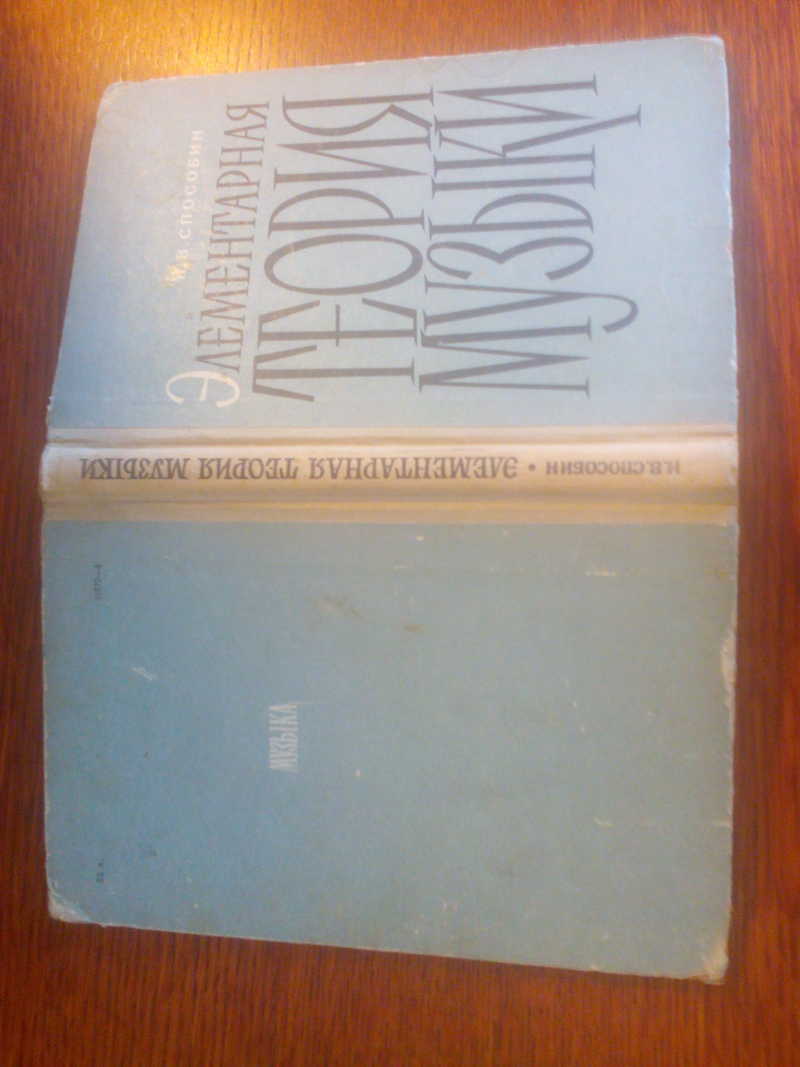 И.В.СПОСОБИН
ЭЛЕМЕНТАРНАЯ
ТЕОРИЯ
МУЗЫКИ
И.В.СПОСОБИН • ЭЛЕМЕНТАРНАЯ ТЕОРИЯ МУЗЫКИ
МУЗЫКА